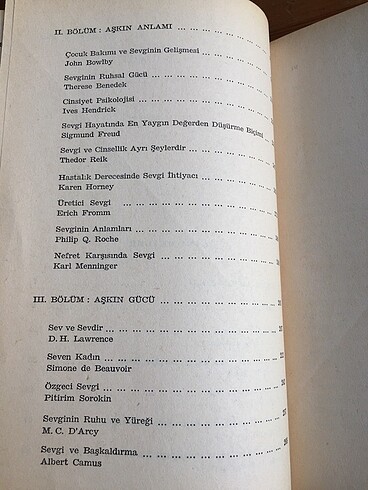 II. BÖLÜM : AŞKIN ANLAMI
Çocuk Bakımı ve Sevginin Gelişmesi
John Bowlby
Sevginin Ruhsal Gücü
Therese Benedek
Cinsiyet Psikolojisi
Ives Hendrick
Sevgi Hayatında En Yaygın Değerden Düşürme Biçimi
Sigmund Freud
Sevgi ve Cinsellik Ayrı Şeylerdir
Thedor Reik
Hastalık Derecesinde Sevgi İhtiyacı
Karen Horney
Üretici Sevgi
Erich Fromm
Sevginin Anlamları
Philip Q. Roche
Nefret Karşısında Sevgi
Karl Menninger
III. BÖLÜM : AŞKIN GÜCÜ
Sev ve Sevdir
D. H. Lawrence
Seven Kadın
Simone de Beauvoir
Özgeci Sevgi
Pitirim Sorokin
Sevginin Ruhu ve Yüreği
M. C. D'Arcy
Sevgi ve Başkaldırma
Albert Camus